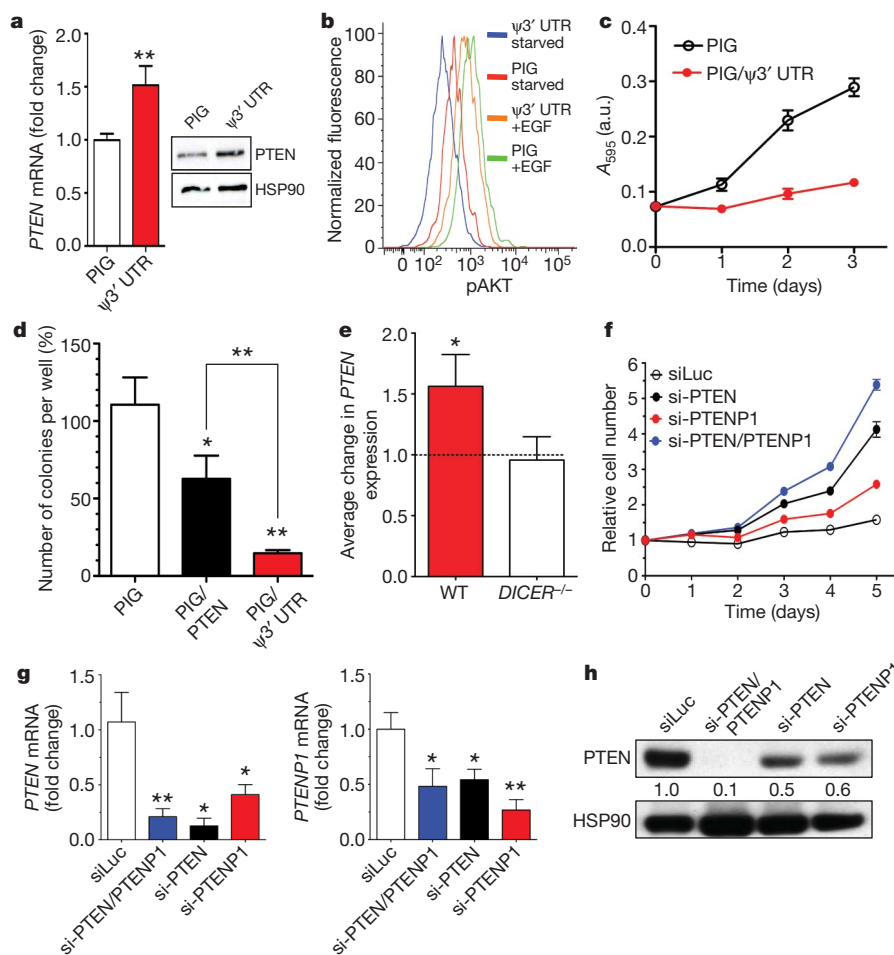 a
PTEN mRNA (fold change)
2.0
1.5
1.0
0.5
0.0
**
PIG
ψ3′ UTR
PIG
ψ3′ UTR
PTEN
HSP90
b
Normalized fluorescence
100
80
60
40
20
0
0
10²
10³
10⁴
10⁵
pAKT
ψ3′ UTR
starved
PIG
starved
ψ3′ UTR
+EGF
PIG
+EGF
c
PIG
PIG/ψ3′ UTR
A₅₉₅ (a.u.)
0.4
0.3
0.2
0.1
0.0
0
1
2
3
Time (days)
d
Number of colonies per well (%)
150
100
50
0
**
*
**
PIG
PIG/
PTEN
PIG/
ψ3′ UTR
e
Average change in PTEN
expression
2.0
1.5
1.0
0.5
0.0
*
WT
DICER⁻/⁻
f
siLuc
si-PTEN
si-PTENP1
si-PTEN/PTENP1
Relative cell number
6
5
4
3
2
1
0
0
1
2
3
4
5
Time (days)
g
PTEN mRNA
(fold change)
1.5
1.0
0.5
0.0
**
*
*
siLuc
si-PTEN/PTENP1
si-PTEN
si-PTENP1
PTENP1 mRNA
(fold change)
1.5
1.0
0.5
0.0
*
*
**
siLuc
si-PTEN/PTENP1
si-PTEN
si-PTENP1
h
siLuc
si-PTEN/
PTENP1
si-PTEN
si-PTENP1
PTEN
1.0 0.1 0.5 0.6
HSP90